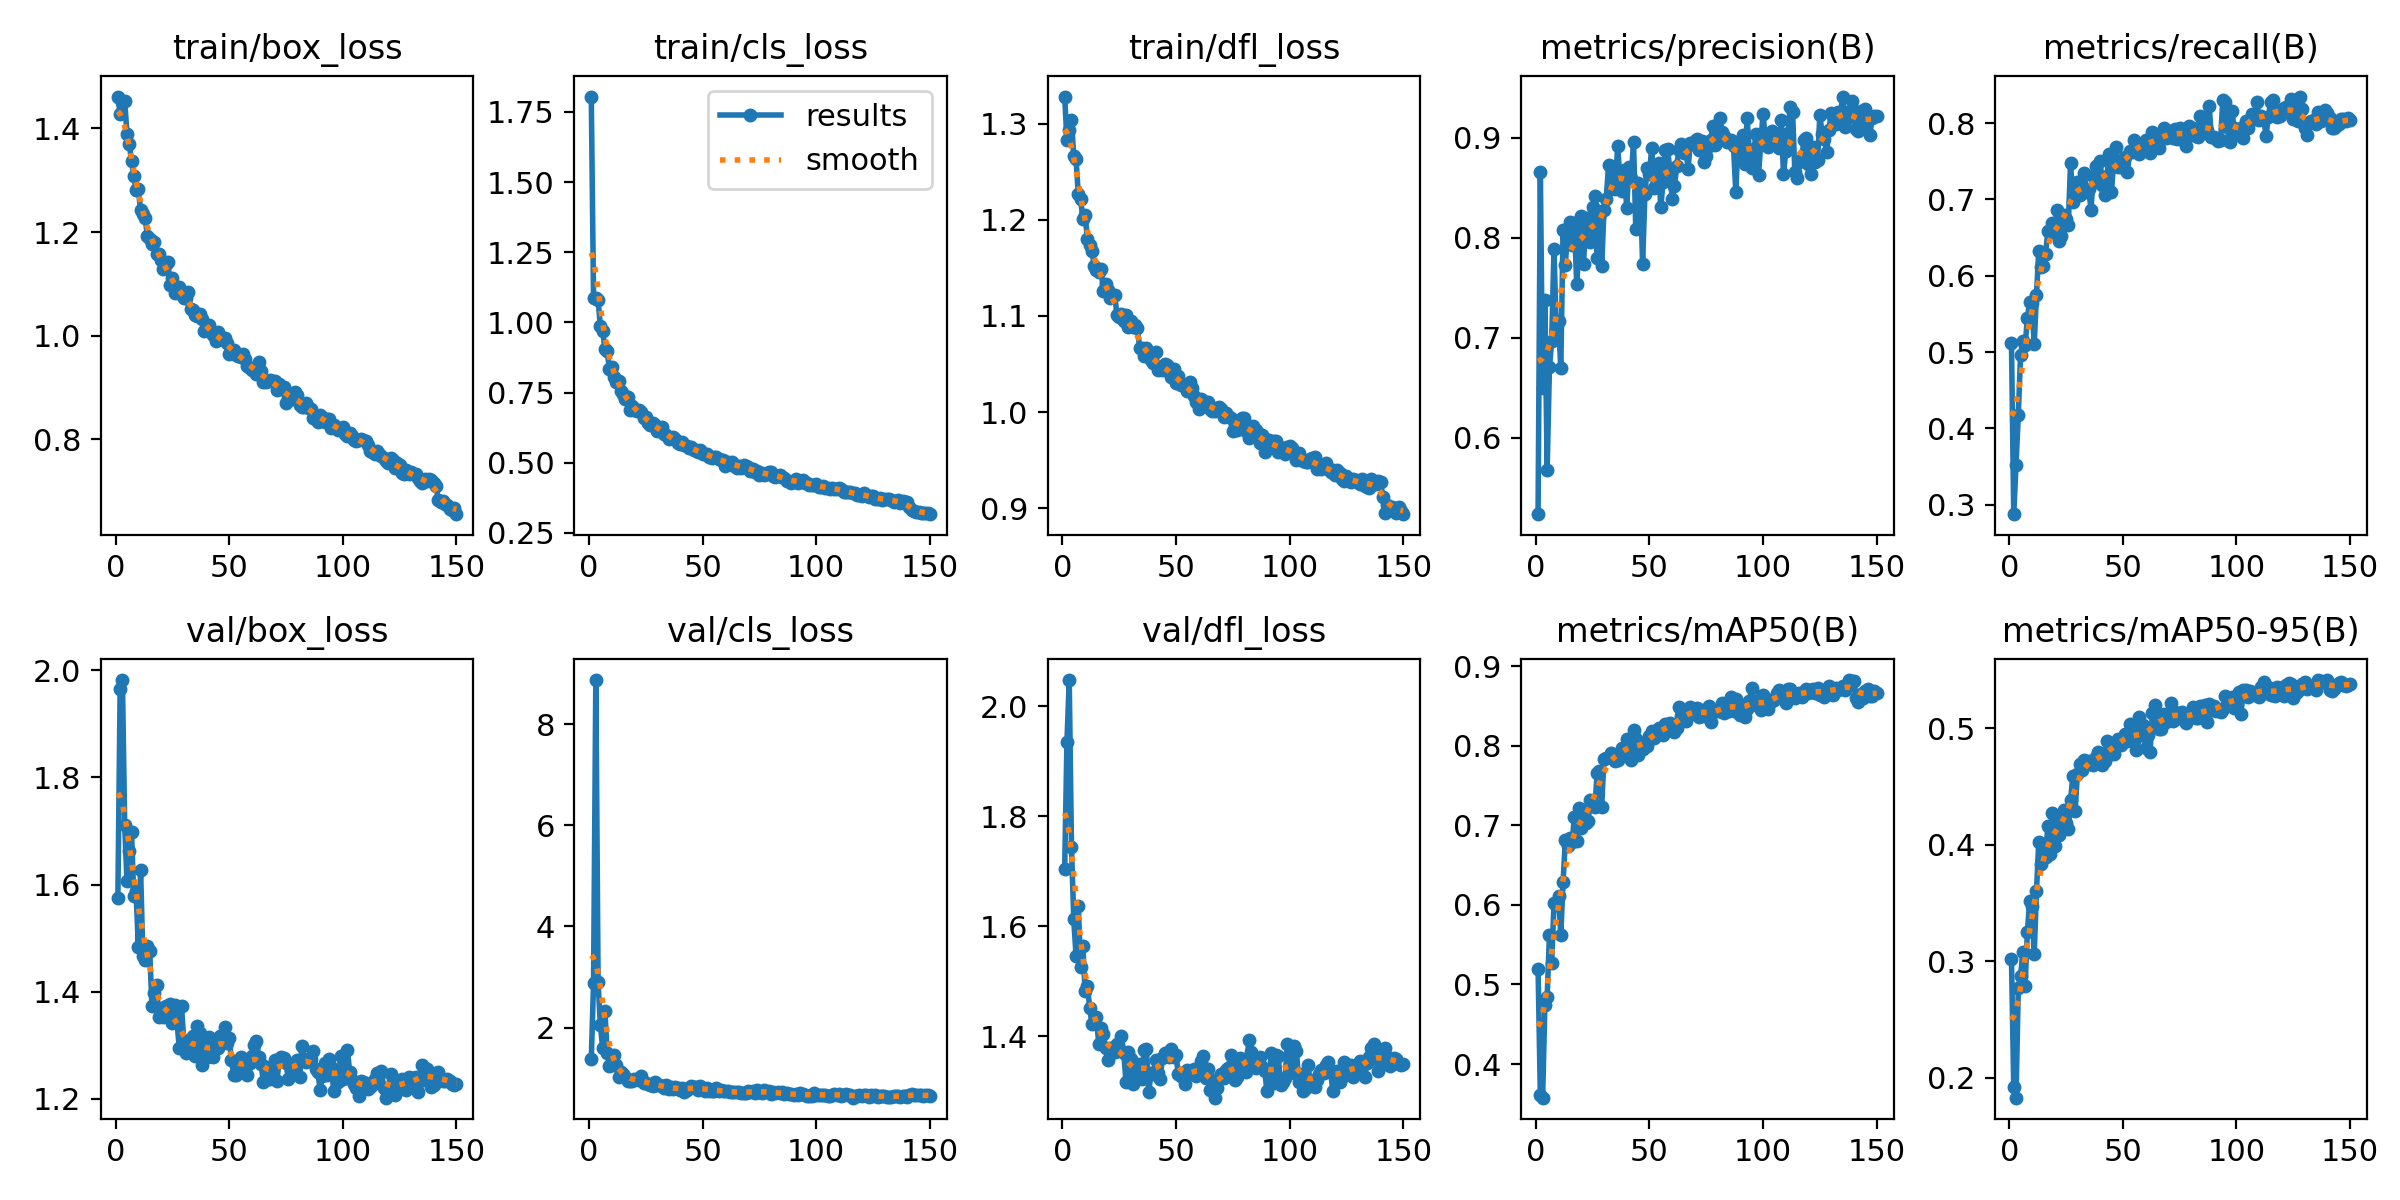 train/box_loss
1.4
1.2
1.0
0.8
0 50 100 150
train/cls_loss
results
smooth
1.75
1.50
1.25
1.00
0.75
0.50
0.25
0 50 100 150
train/dfl_loss
1.3
1.2
1.1
1.0
0.9
0 50 100 150
metrics/precision(B)
0.9
0.8
0.7
0.6
0 50 100 150
metrics/recall(B)
0.8
0.7
0.6
0.5
0.4
0.3
0 50 100 150
val/box_loss
2.0
1.8
1.6
1.4
1.2
0 50 100 150
val/cls_loss
8
6
4
2
0 50 100 150
val/dfl_loss
2.0
1.8
1.6
1.4
0 50 100 150
metrics/mAP50(B)
0.9
0.8
0.7
0.6
0.5
0.4
0 50 100 150
metrics/mAP50-95(B)
0.5
0.4
0.3
0.2
0 50 100 150